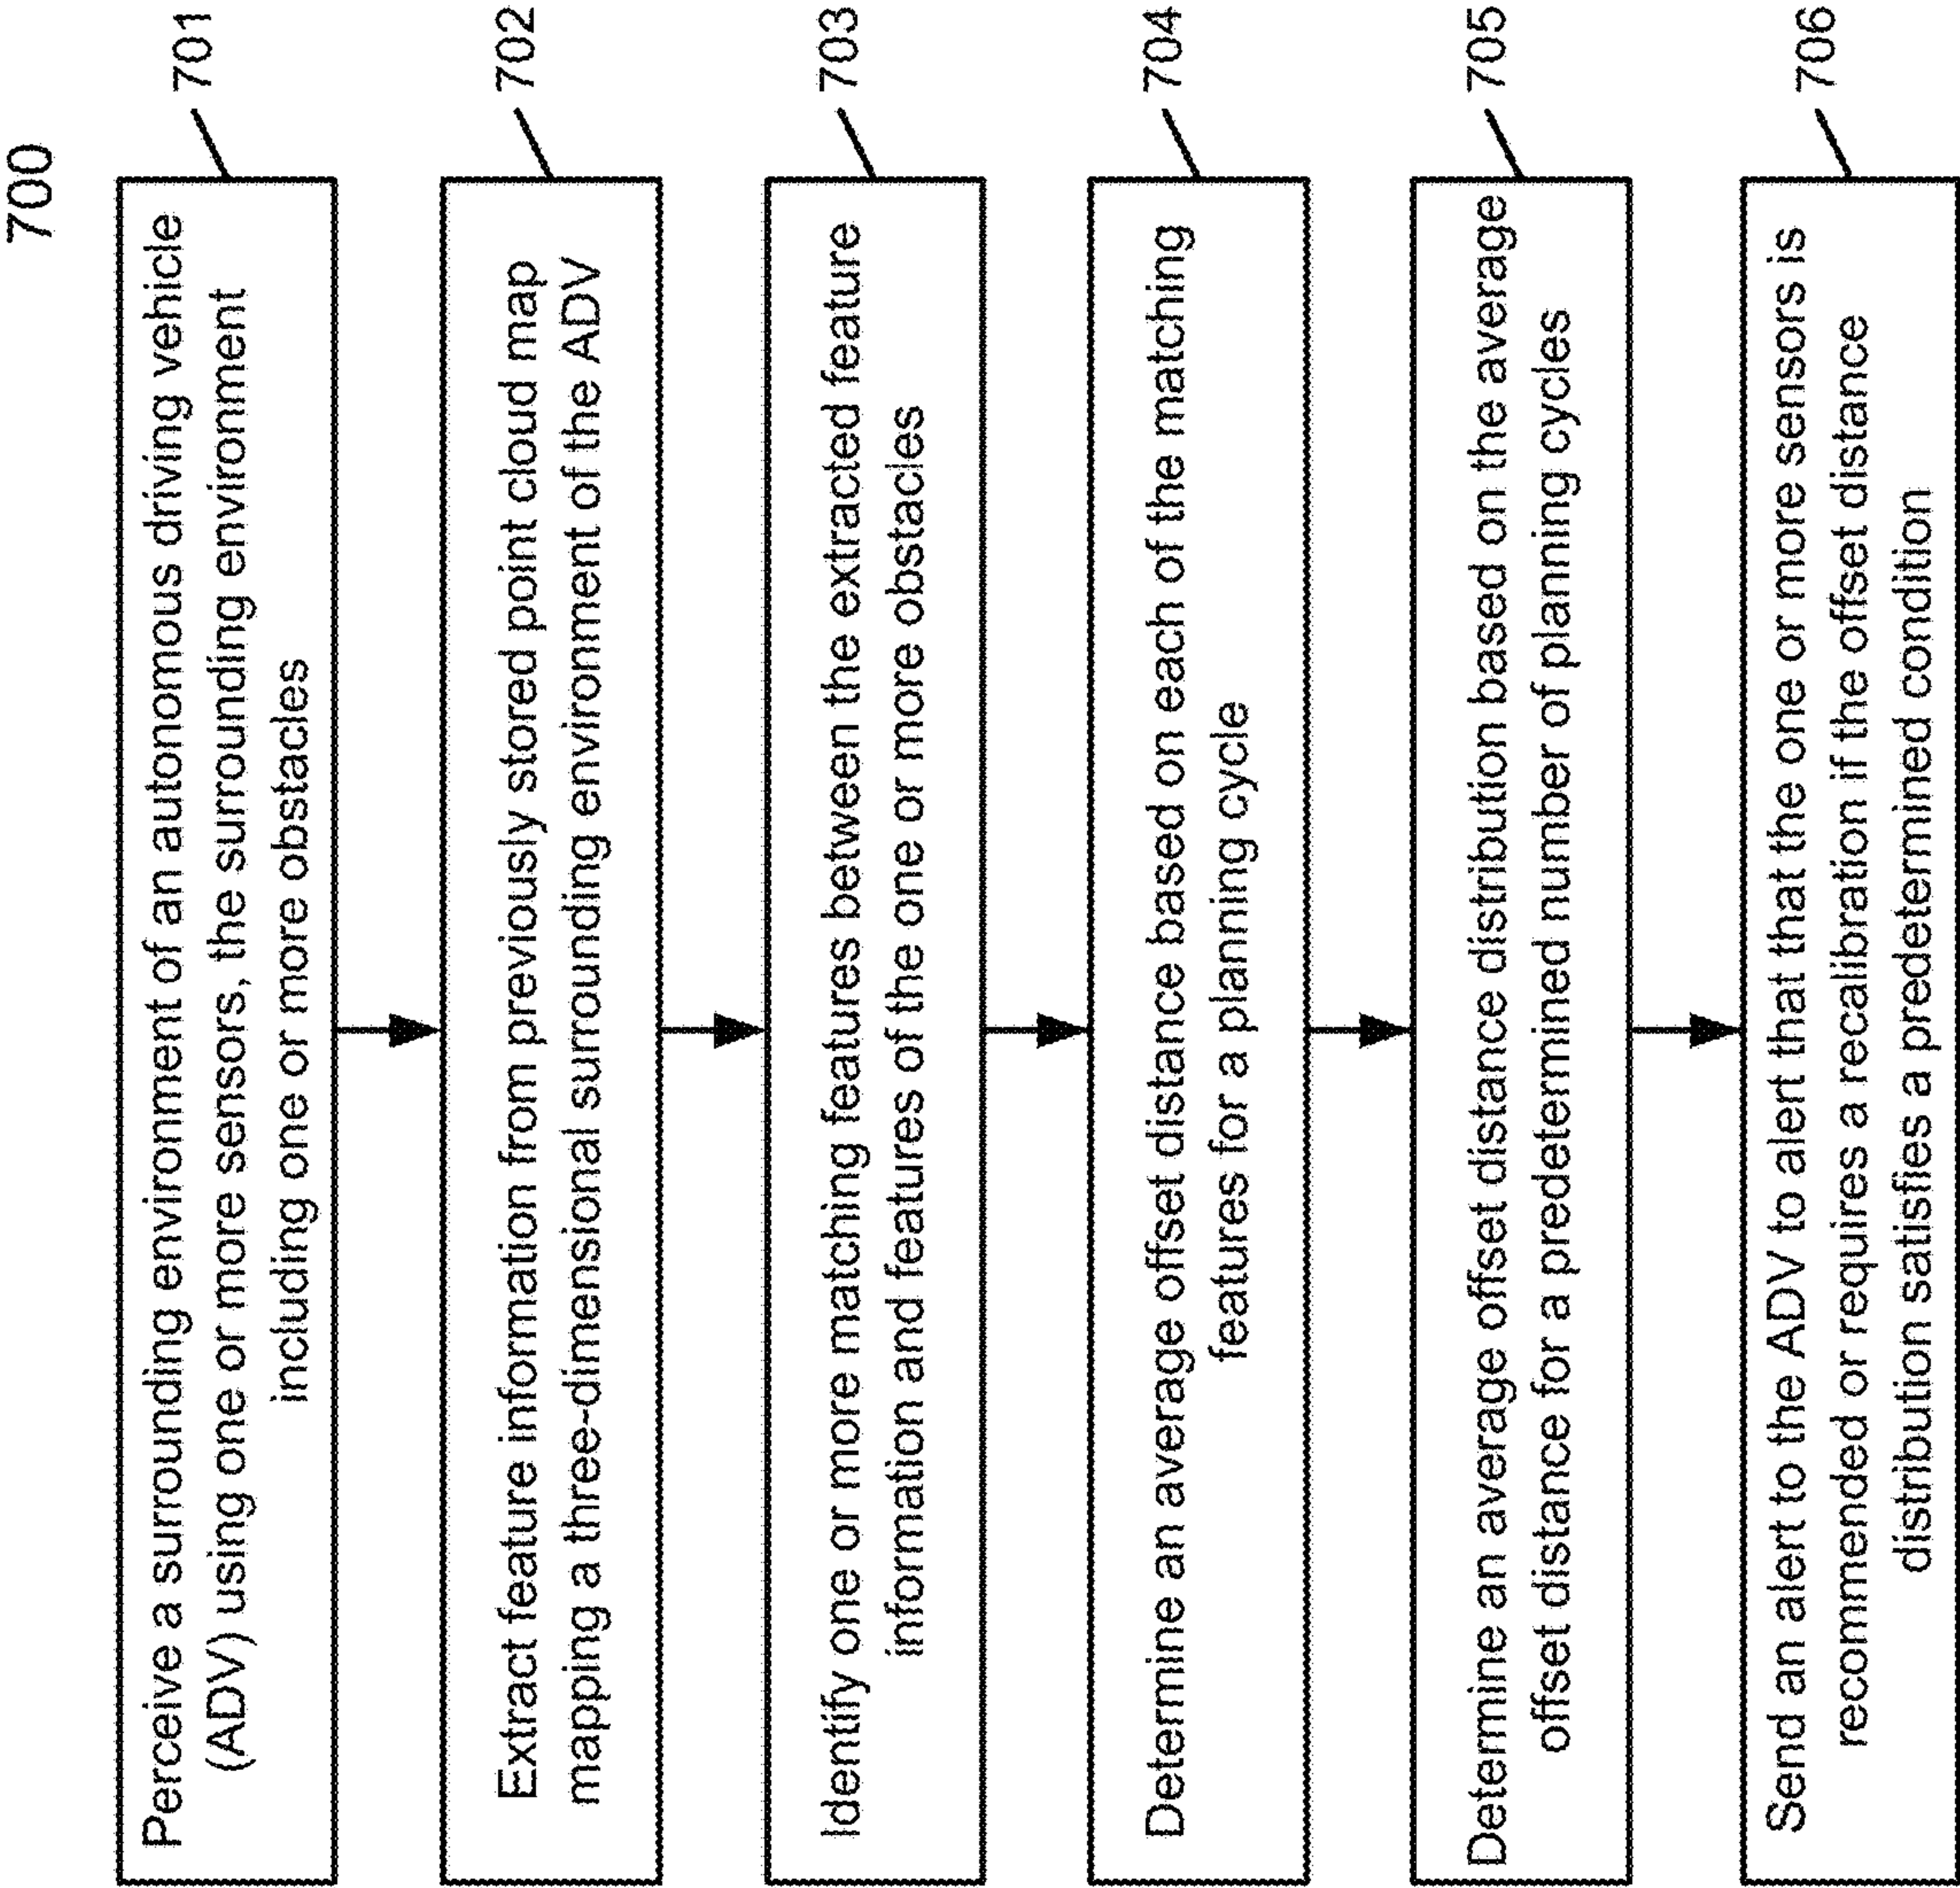 700
Perceive a surrounding environment of an autonomous driving vehicle
(ADV) using one or more sensors, the surrounding environment
including one or more obstacles
701
Extract feature information from previously stored point cloud map
mapping a three-dimensional surrounding environment of the ADV
702
Identify one or more matching features between the extracted feature
information and features of the one or more obstacles
703
Determine an average offset distance based on each of the matching
features for a planning cycle
704
Determine an average offset distance distribution based on the average
offset distance for a predetermined number of planning cycles
705
Send an alert to the ADV to alert that that the one or more sensors is
recommended or requires a recalibration if the offset distance
distribution satisfies a predetermined condition
706